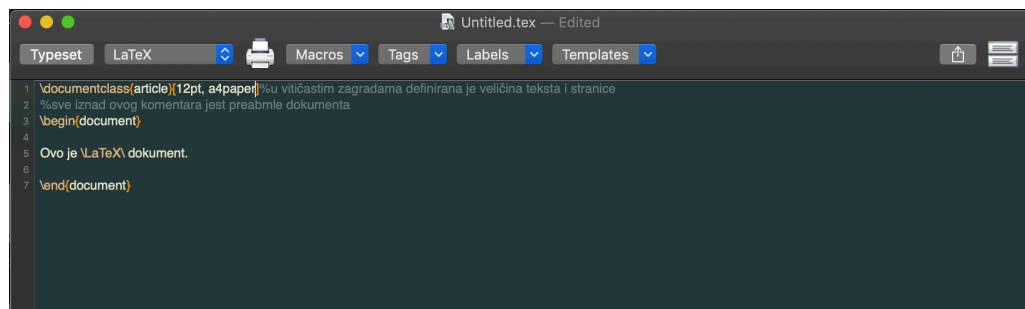 Untitled.tex — Edited
Typeset LaTeX Macros Tags Labels Templates
1 \documentclass{article}[12pt, a4paper]%u vitičastim zagradama definirana je veličina teksta i stranice
2 %sve iznad ovog komentara jest preabmle dokumenta
3 \begin{document}
4
5 Ovo je \LaTeX\ dokument.
6
7 \end{document}